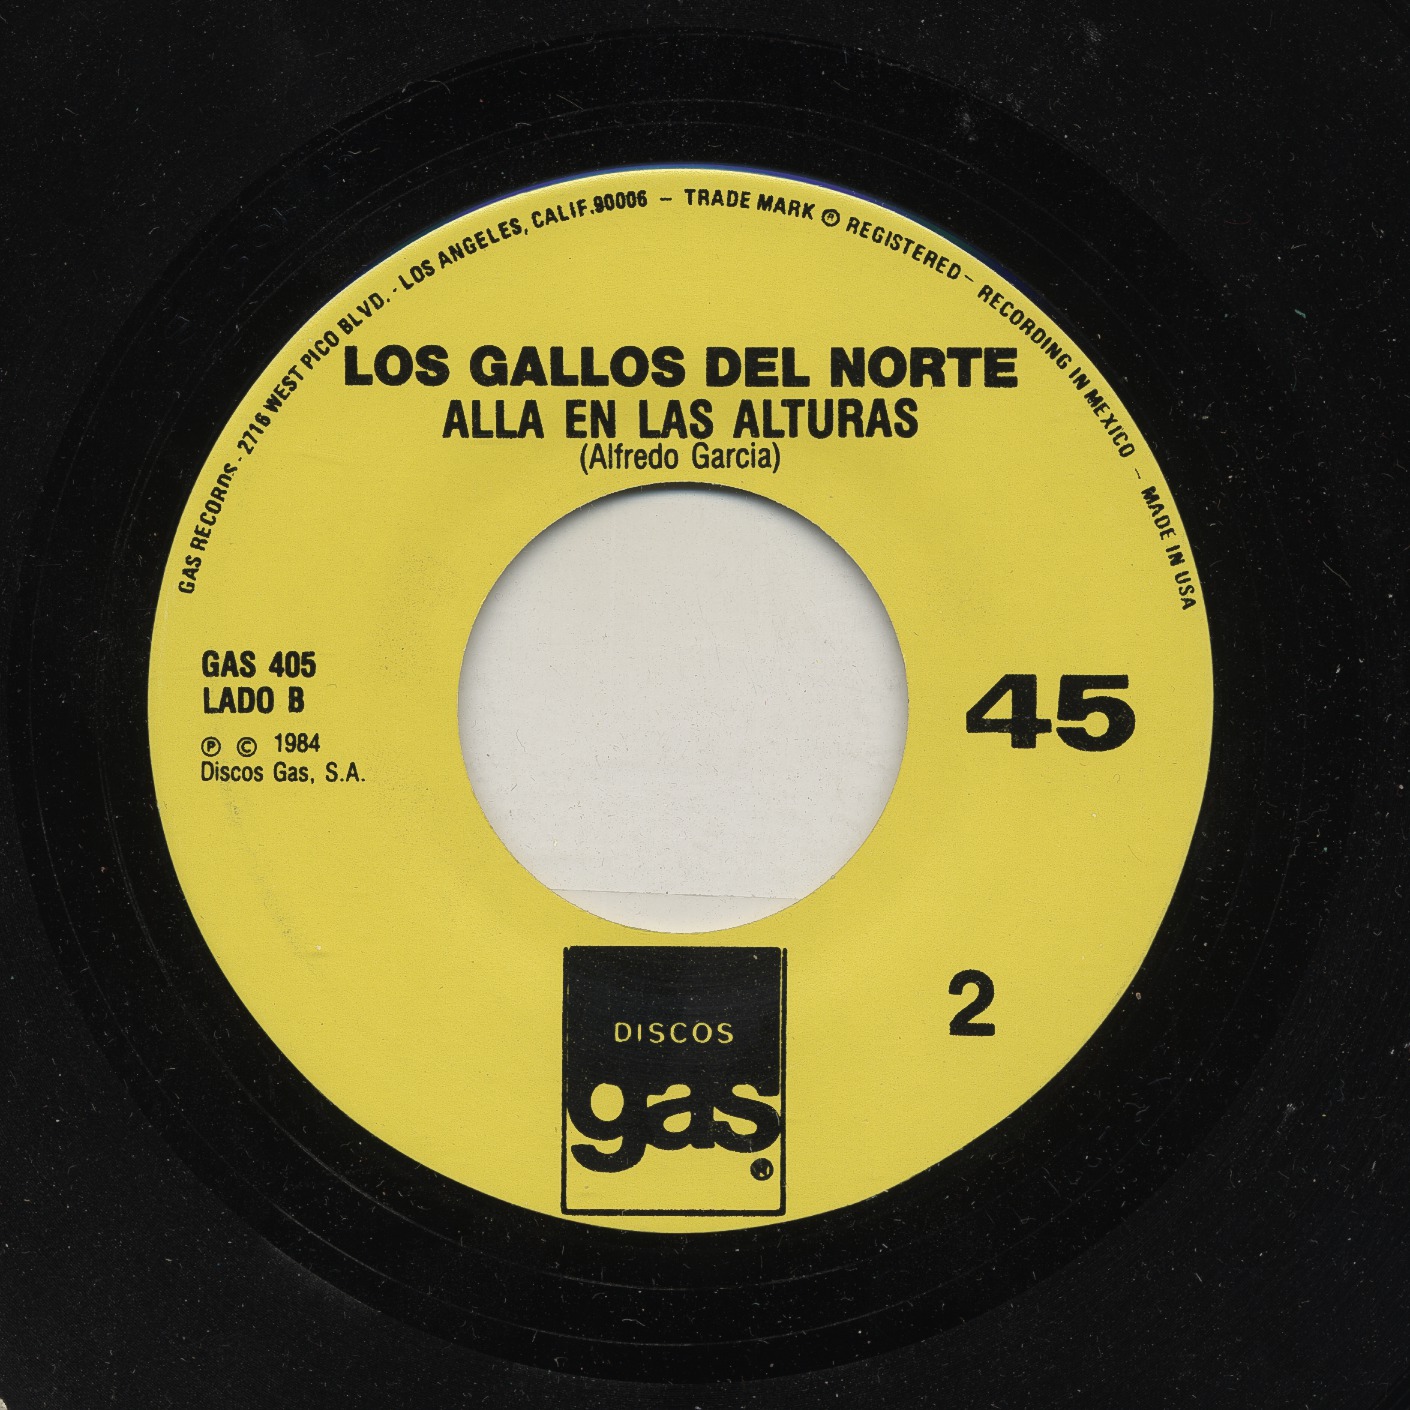 GAS RECORDS - 2716 WEST PICO BLVD. - LOS ANGELES, CALIF. 90006 – TRADE MARK ® REGISTERED – RECORDING IN MEXICO – MADE IN USA
LOS GALLOS DEL NORTE
ALLA EN LAS ALTURAS
(Alfredo Garcia)
GAS 405
LADO B
℗ © 1984
Discos Gas, S.A.
45
2
DISCOS
gas